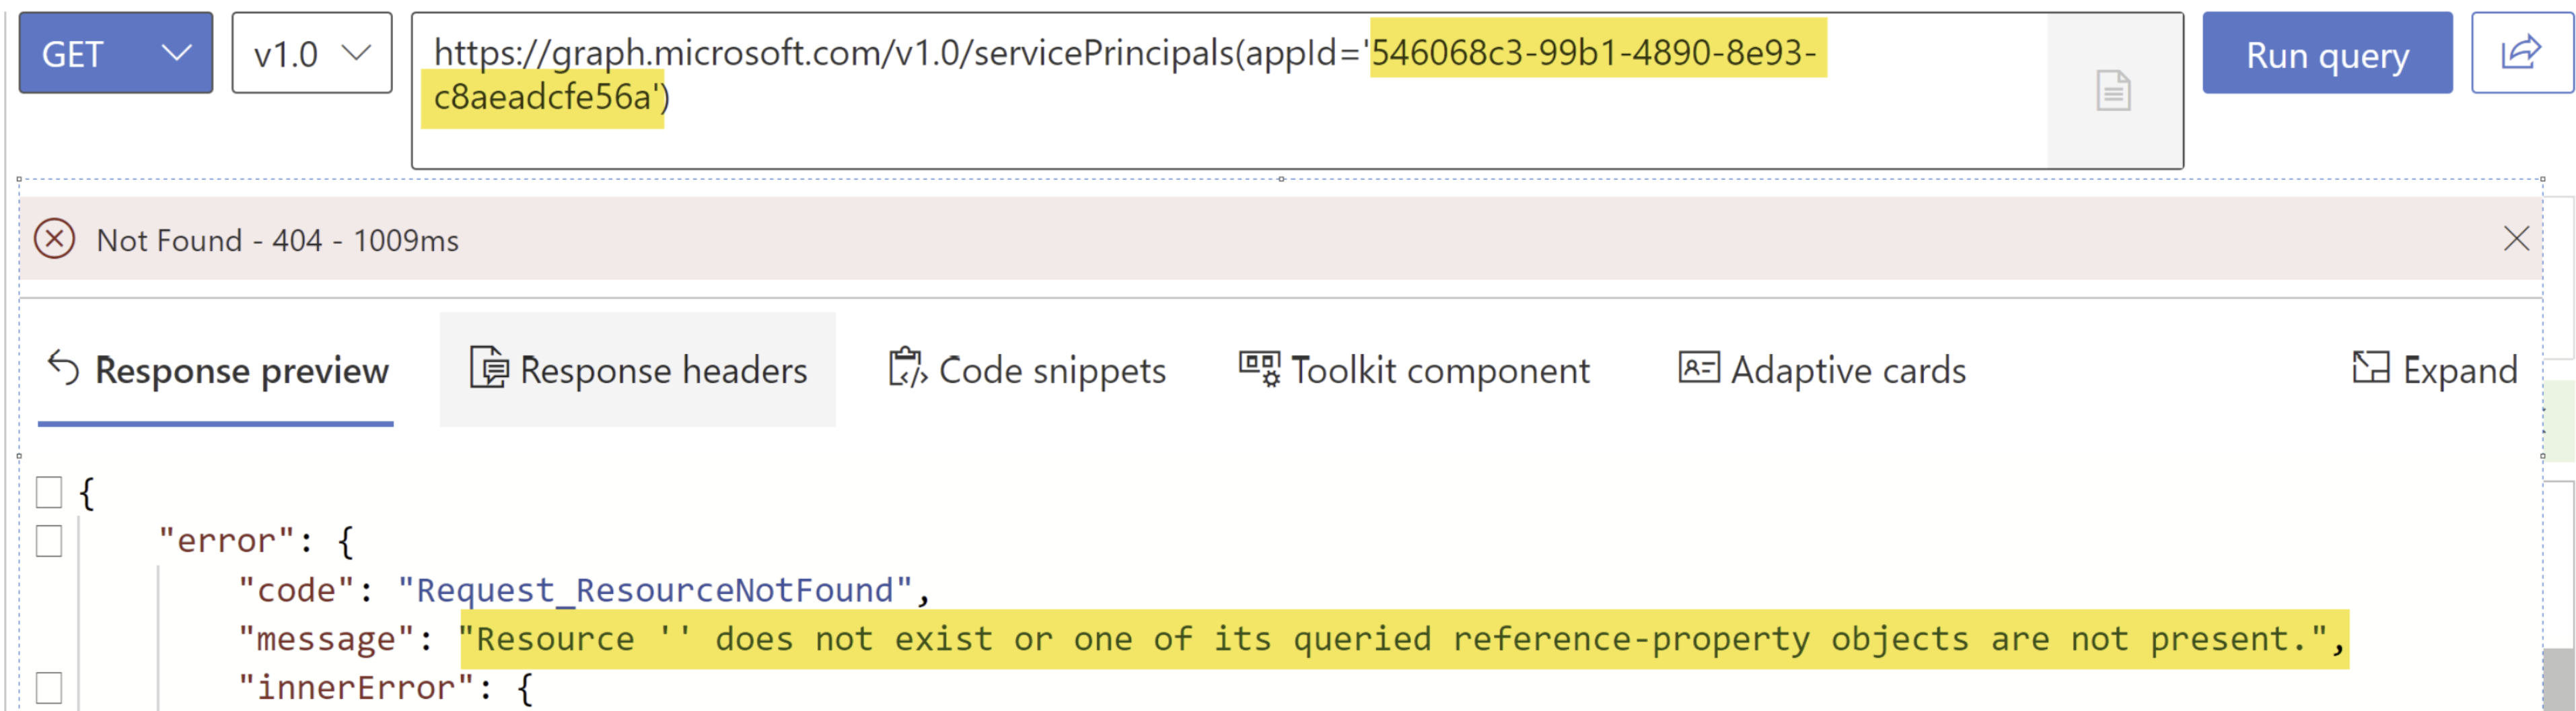 GET
v1.0
https://graph.microsoft.com/v1.0/servicePrincipals(appId='546068c3-99b1-4890-8e93-
c8aeadcfe56a')
Run query
Not Found - 404 - 1009ms
Response preview
Response headers
Code snippets
Toolkit component
Adaptive cards
Expand
{
"error": {
"code": "Request_ResourceNotFound",
"message": "Resource '' does not exist or one of its queried reference-property objects are not present.",
"innerError": {